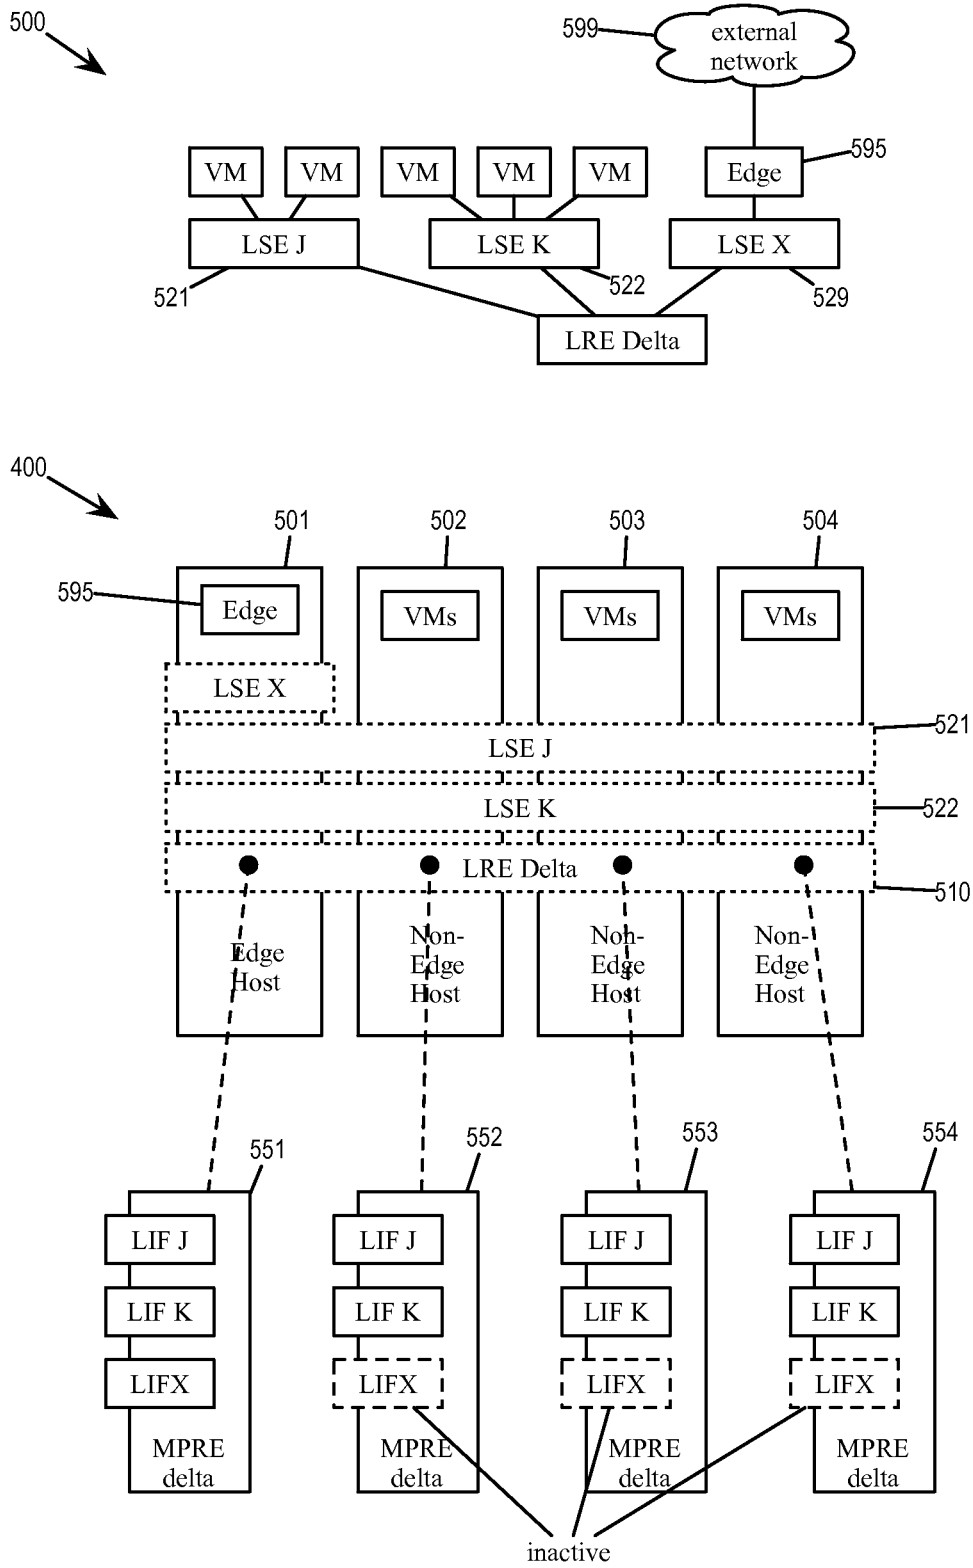 500
599
external
network
595
VM
VM
VM
VM
VM
Edge
LSE J
LSE K
LSE X
521
522
529
LRE Delta
400
501
502
503
504
595
Edge
VMs
VMs
VMs
LSE X
521
LSE J
LSE K
522
LRE Delta
510
Edge
Host
Non-
Edge
Host
Non-
Edge
Host
Non-
Edge
Host
551
552
553
554
LIF J
LIF J
LIF J
LIF J
LIF K
LIF K
LIF K
LIF K
LIFX
LIFX
LIFX
LIFX
MPRE
delta
MPRE
delta
MPRE
delta
MPRE
delta
inactive